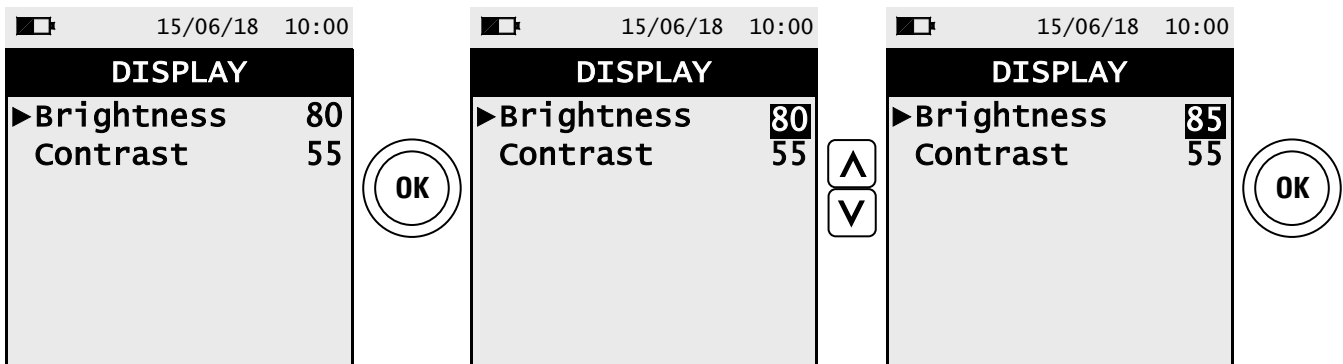 15/06/18 10:00
DISPLAY
►Brightness 80
Contrast 55
OK
15/06/18 10:00
DISPLAY
►Brightness 80
Contrast 55
15/06/18 10:00
DISPLAY
►Brightness 85
Contrast 55
OK